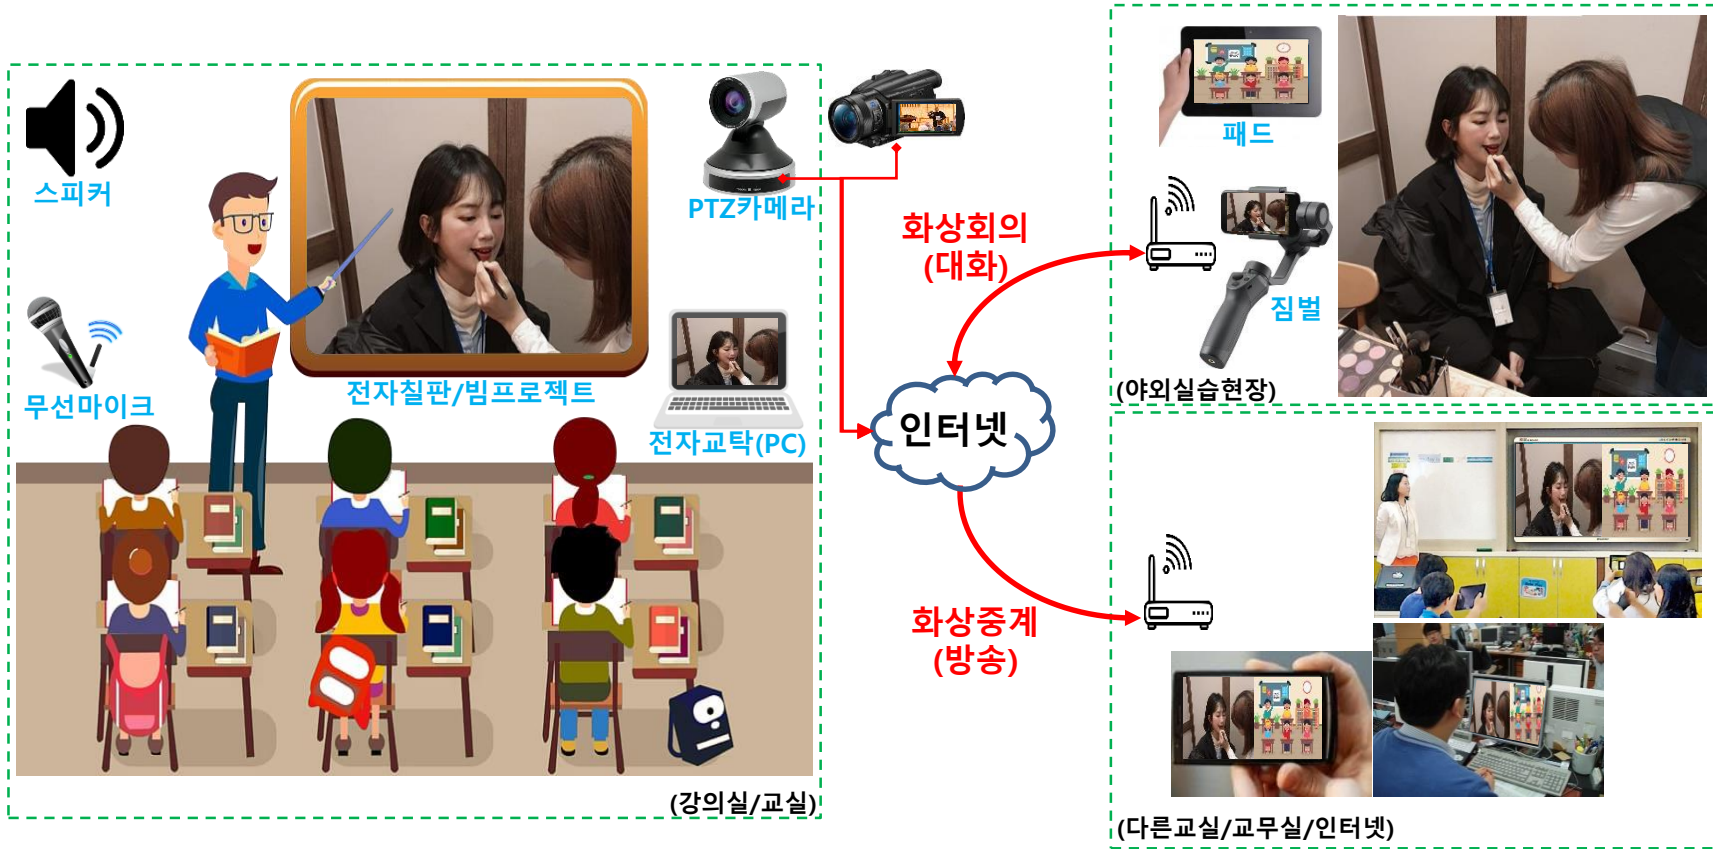 스피커
PTZ카메라
무선마이크
전자칠판/빔프로젝트
전자교탁(PC)
(강의실/교실)
화상회의
(대화)
인터넷
화상중계
(방송)
패드
짐벌
(야외실습현장)
(다른교실/교무실/인터넷)